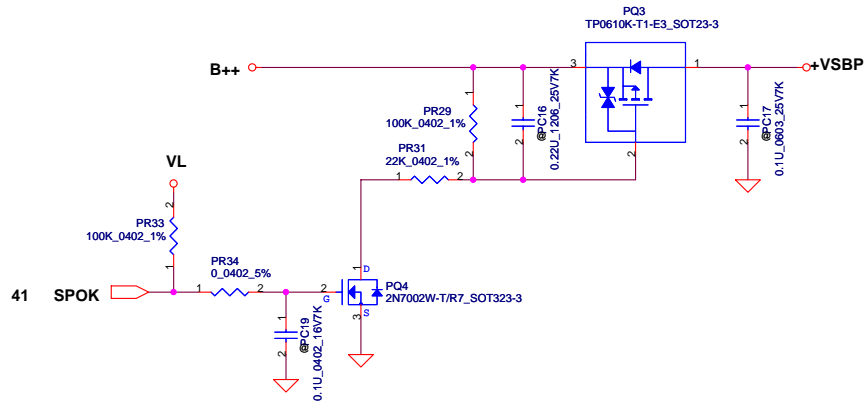 PQ3
TP0610K-T1-E3_SOT23-3
B++
3
1
+VSBP
1
PR29
100K_0402_1%
2
1
2
@PC16
0.22U_1206_25V7K
1
2
@PC17
0.1U_0603_25V7K
2
PR31
22K_0402_1%
1
2
VL
2
PR33
100K_0402_1%
1
PR34
0_0402_5%
41
SPOK
1
2
2
G
1
D
PQ4
2N7002W-T/R7_SOT323-3
S
3
1
2
@PC19
0.1U_0402_16V7K